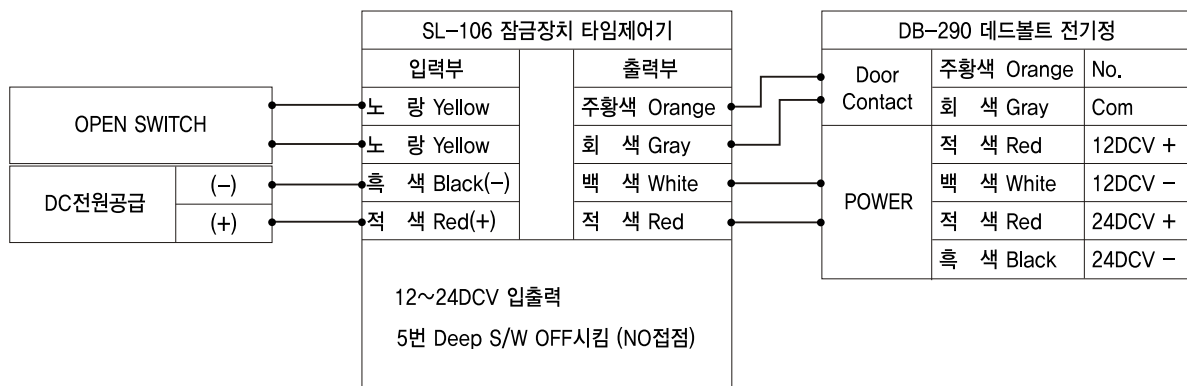 SL-106 잠금장치 타임제어기
DB-290 데드볼트 전기정
입력부
출력부
Door Contact
주황색 Orange No.
회 색 Gray Com
OPEN SWITCH
노 랑 Yellow
주황색 Orange
노 랑 Yellow
회 색 Gray
POWER
적 색 Red 12DCV +
백 색 White 12DCV -
적 색 Red 24DCV +
흑 색 Black 24DCV -
DC전원공급
(-)
흑 색 Black(-)
백 색 White
(+)
적 색 Red(+)
적 색 Red
12~24DCV 입출력
5번 Deep S/W OFF시킴 (NO접점)